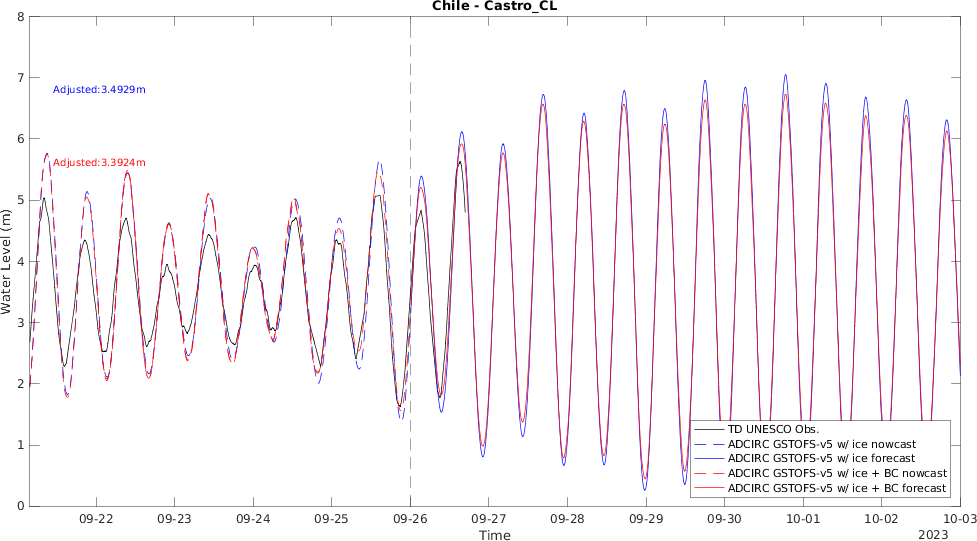 Chile - Castro_CL
8
7
6
5
4
3
2
1
0
Water Level (m)
Adjusted:3.4929m
Adjusted:3.3924m
TD UNESCO Obs.
ADCIRC GSTOFS-v5 w/ ice nowcast
ADCIRC GSTOFS-v5 w/ ice forecast
ADCIRC GSTOFS-v5 w/ ice + BC nowcast
ADCIRC GSTOFS-v5 w/ ice + BC forecast
09-22 09-23 09-24 09-25 09-26 09-27 09-28 09-29 09-30 10-01 10-02 10-03
Time
2023